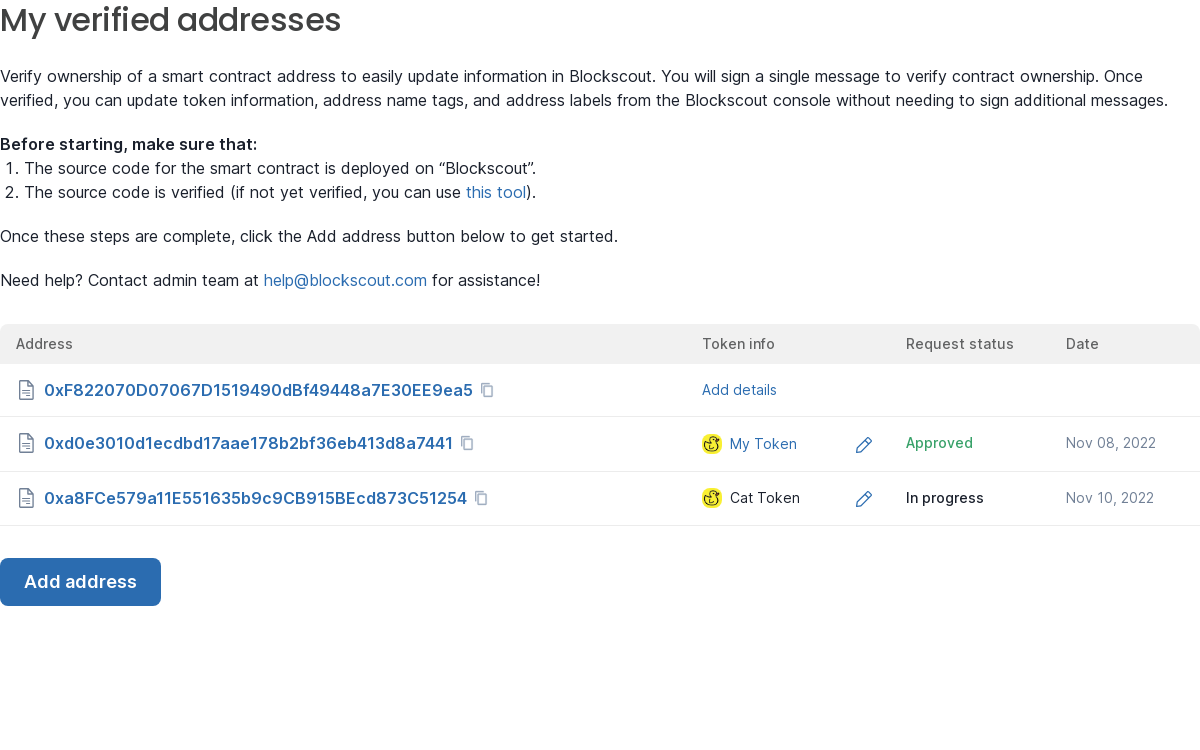 My verified addresses
Verify ownership of a smart contract address to easily update information in Blockscout. You will sign a single message to verify contract ownership. Once
verified, you can update token information, address name tags, and address labels from the Blockscout console without needing to sign additional messages.
Before starting, make sure that:
1. The source code for the smart contract is deployed on “Blockscout”.
2. The source code is verified (if not yet verified, you can use this tool).
Once these steps are complete, click the Add address button below to get started.
Need help? Contact admin team at help@blockscout.com for assistance!
Address Token info Request status Date
0xF822070D07067D1519490dBf49448a7E30EE9ea5 Add details
0xd0e3010d1ecdbd17aae178b2bf36eb413d8a7441 My Token Approved Nov 08, 2022
0xa8FCe579a11E551635b9c9CB915BEcd873C51254 Cat Token In progress Nov 10, 2022
Add address